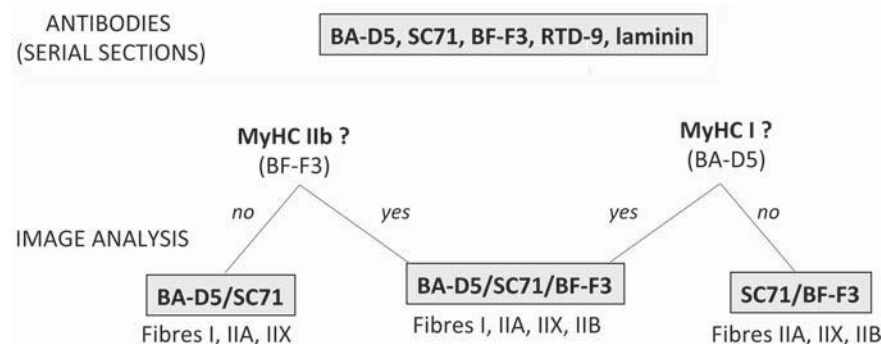 ANTIBODIES
(SERIAL SECTIONS)
BA-D5, SC71, BF-F3, RTD-9, laminin
MyHC IIb ?
(BF-F3)
MyHC I ?
(BA-D5)
no
yes
yes
no
IMAGE ANALYSIS
BA-D5/SC71
BA-D5/SC71/BF-F3
SC71/BF-F3
Fibres I, IIA, IIX
Fibres I, IIA, IIX, IIB
Fibres IIA, IIX, IIB